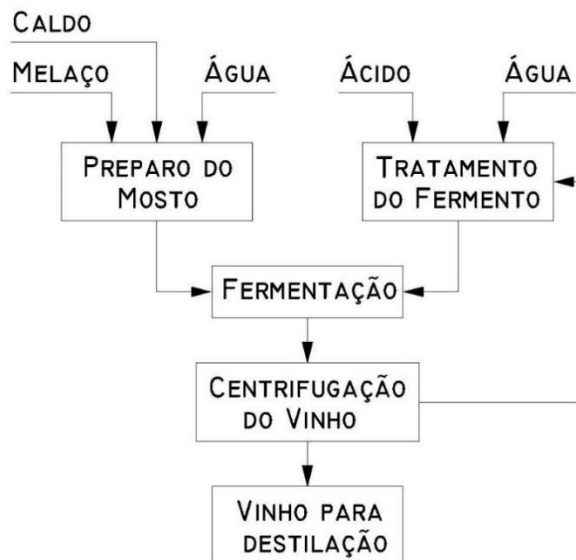 CALDO
MELAÇO
ÁGUA
ÁCIDO
ÁGUA
PREPARO DO
MOSTO
TRATAMENTO
DO FERMENTO
FERMENTAÇÃO
CENTRIFUGAÇÃO
DO VINHO
VINHO PARA
DESTILAÇÃO